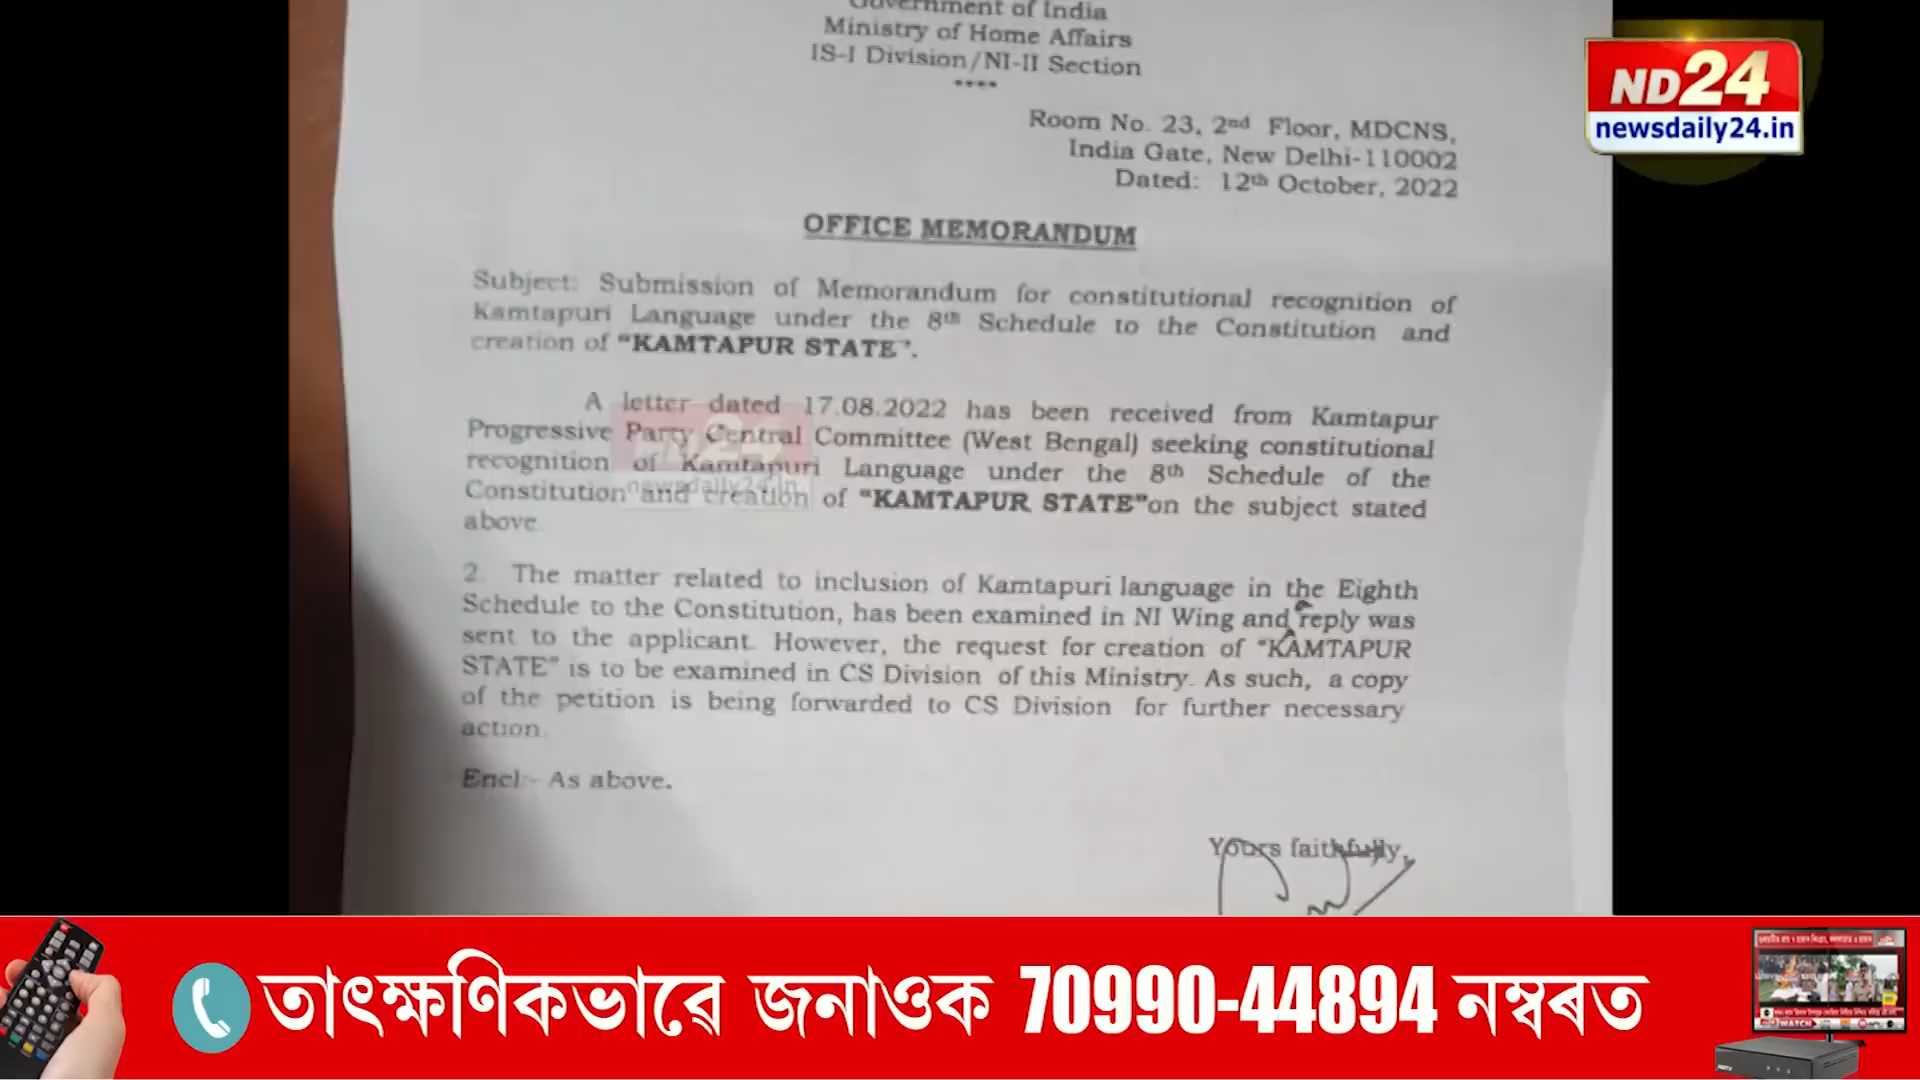 Government of India
Ministry of Home Affairs
IS-I Division/NI-II Section
****
Room No. 23, 2nd Floor, MDCNS,
India Gate, New Delhi-110002
Dated: 12th October, 2022
OFFICE MEMORANDUM
Subject: Submission of Memorandum for constitutional recognition of
Kamtapuri Language under the 8th Schedule to the Constitution and
creation of "KAMTAPUR STATE".
A letter dated 17.08.2022 has been received from Kamtapur
Progressive Party Central Committee (West Bengal) seeking constitutional
recognition of Kamtapuri Language under the 8th Schedule of the
Constitution and creation of "KAMTAPUR STATE"on the subject stated
above.
2. The matter related to inclusion of Kamtapuri language in the Eighth
Schedule to the Constitution, has been examined in NI Wing and reply was
sent to the applicant. However, the request for creation of "KAMTAPUR
STATE" is to be examined in CS Division of this Ministry. As such, a copy
of the petition is being forwarded to CS Division for further necessary
action.
Encl:- As above.
Yours faithfully,
ND24
newsdaily24.in
ND24
newsdaily24.in
তাৎক্ষণিকভাৱে জনাওক 70990-44894 নম্বৰত